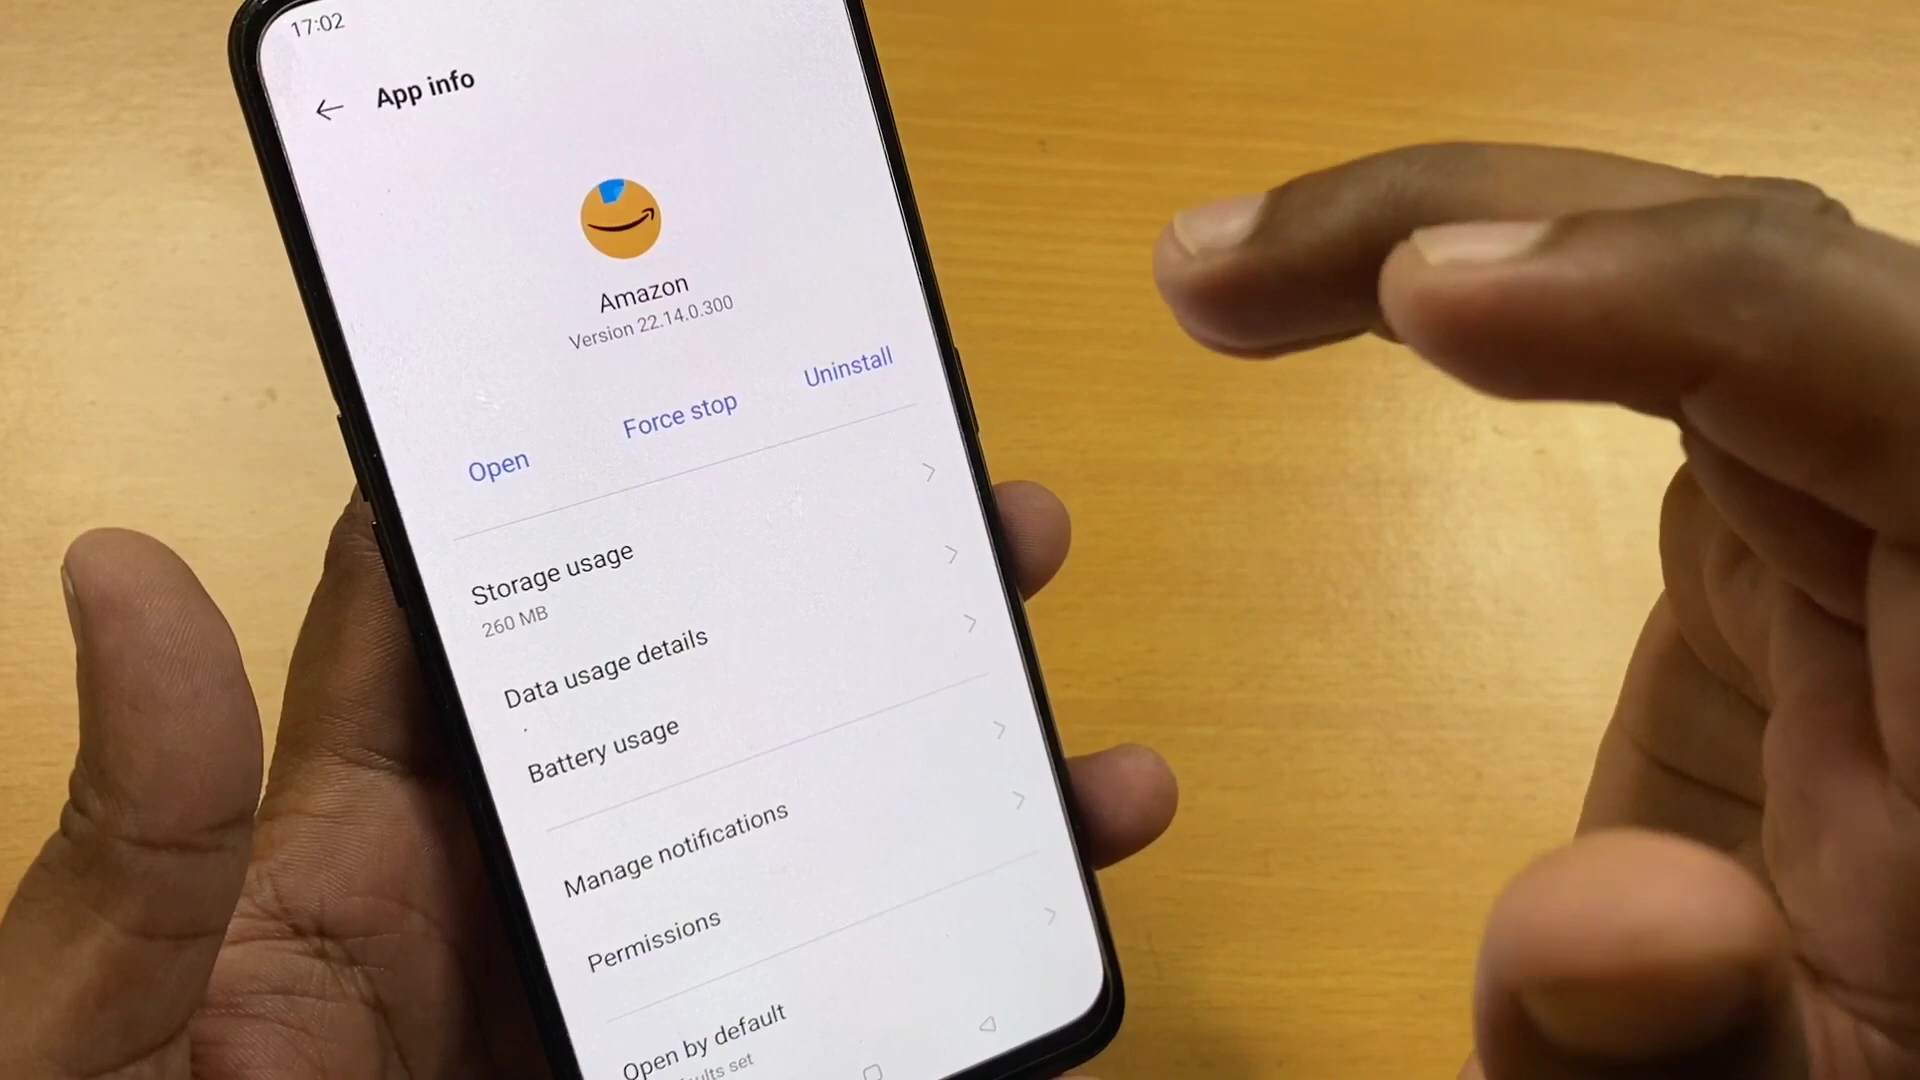 17:02
App info
Amazon
Version 22.14.0.300
Open
Force stop
Uninstall
Storage usage
260 MB
Data usage details
Battery usage
Manage notifications
Permissions
Open by default
set